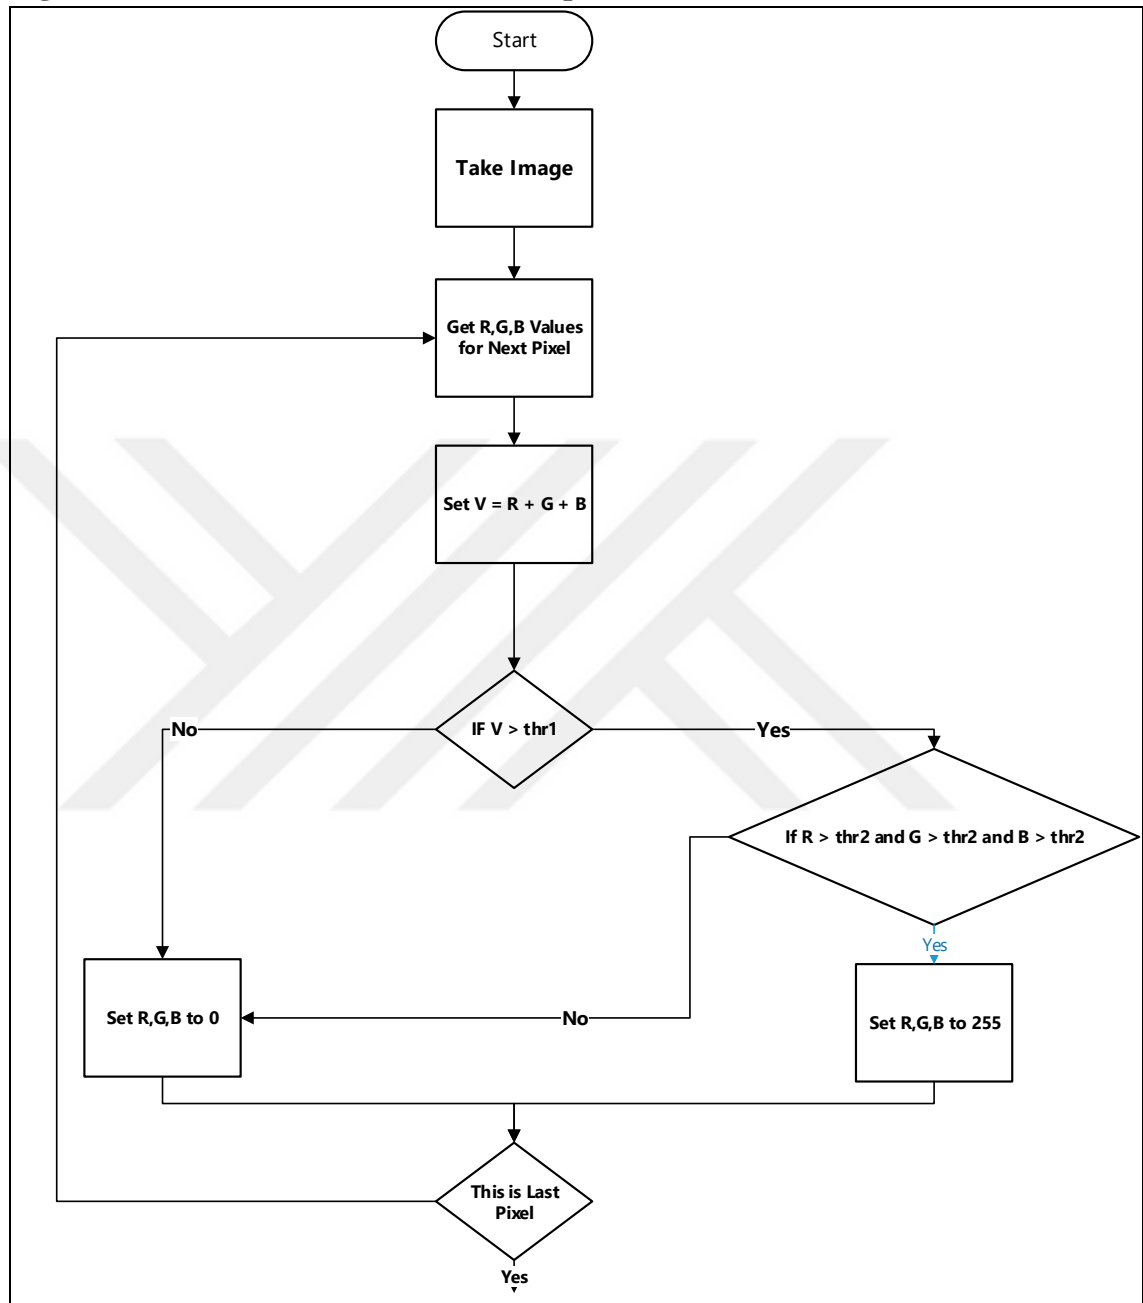 Start
Take Image
Get R,G,B Values
for Next Pixel
Set V = R + G + B
IF V > thr1
No
Yes
If R > thr2 and G > thr2 and B > thr2
Yes
Set R,G,B to 0
No
Set R,G,B to 255
This is Last
Pixel
Yes